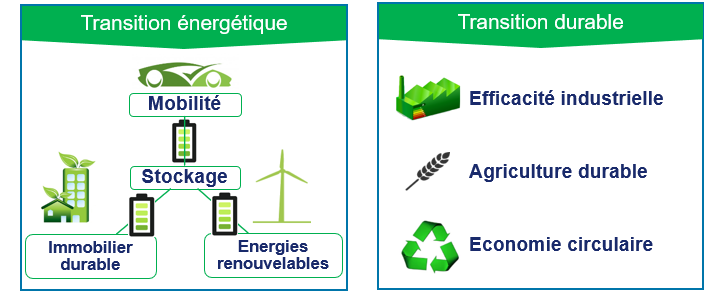 Transition énergétique
Mobilité
Stockage
Immobilier
durable
Energies
renouvelables
Transition durable
Efficacité industrielle
Agriculture durable
Economie circulaire